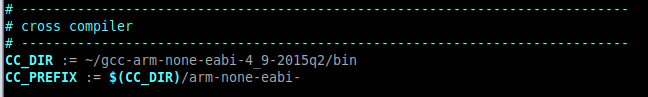 # ----------------------------------------------------------------------
# cross compiler
# ----------------------------------------------------------------------
CC_DIR := ~/gcc-arm-none-eabi-4_9-2015q2/bin
CC_PREFIX := $(CC_DIR)/arm-none-eabi-